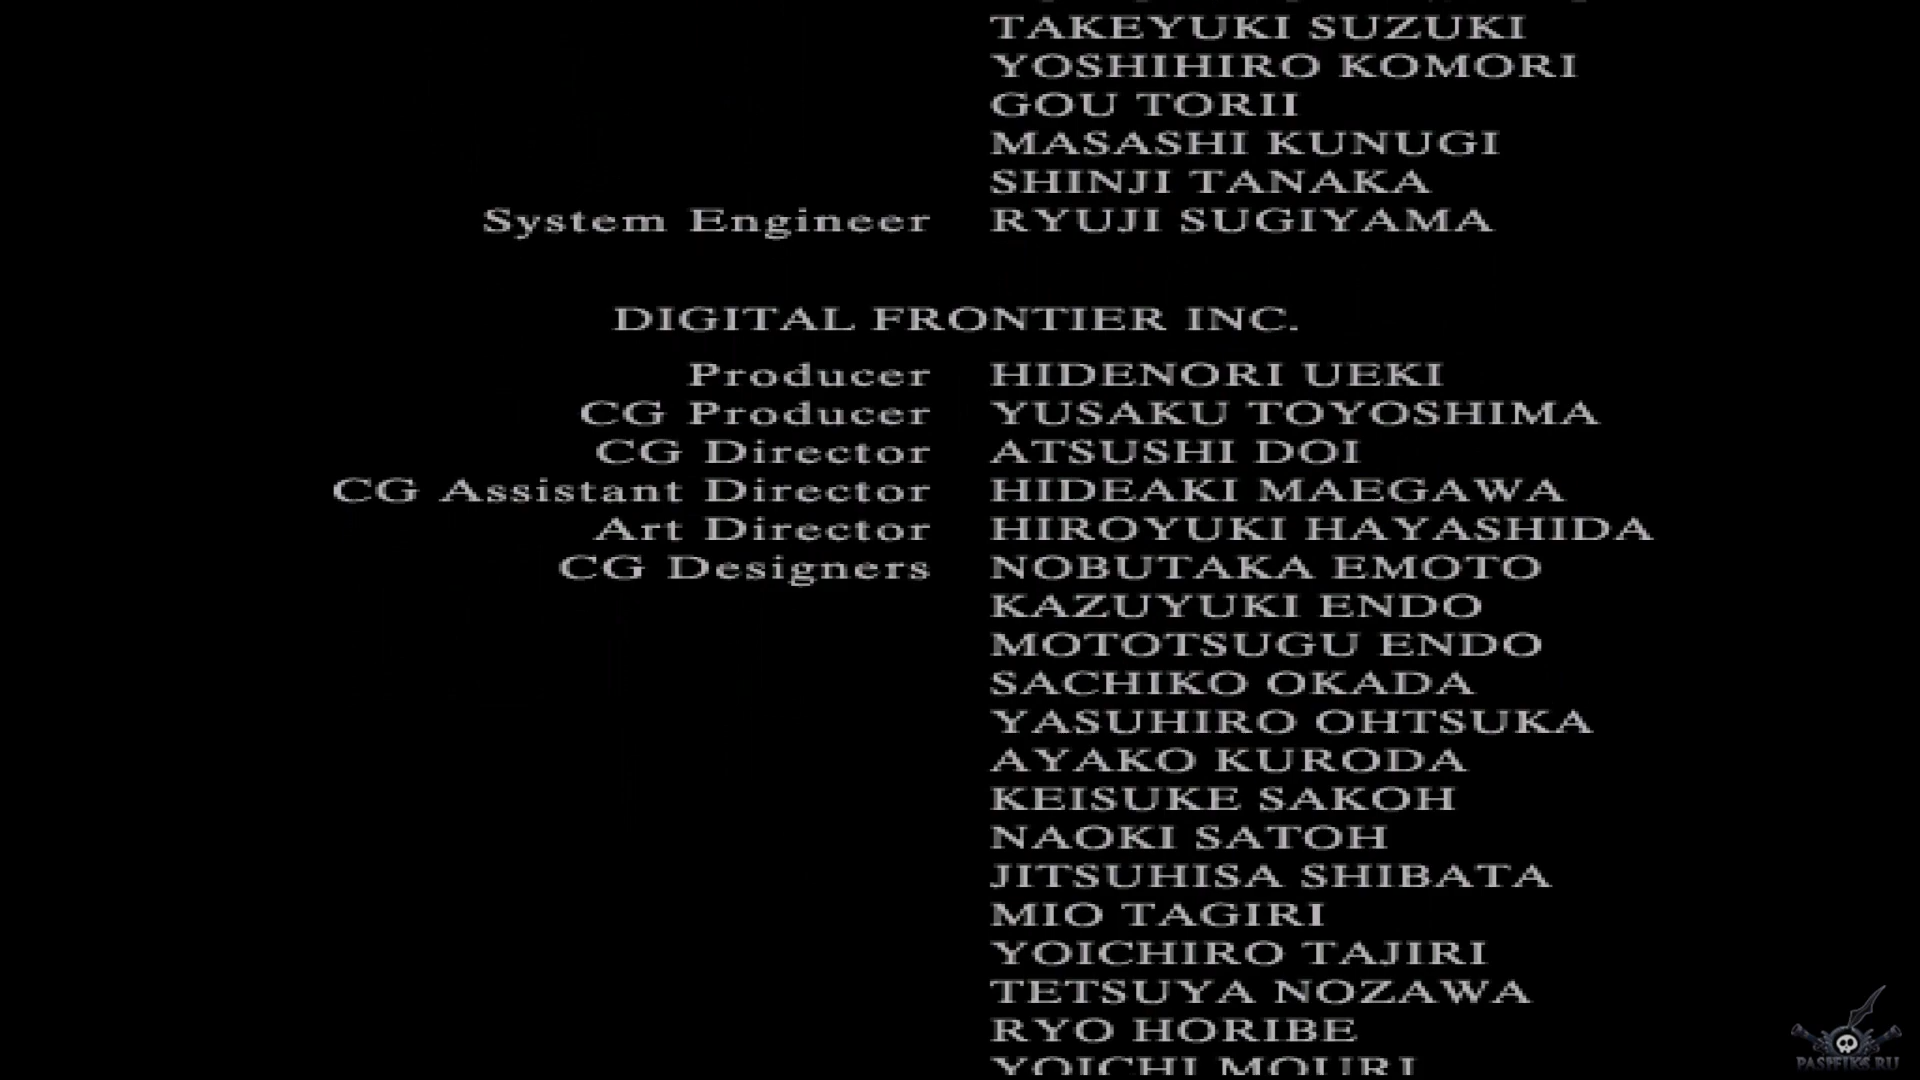 TAKEYUKI SUZUKI
YOSHIHIRO KOMORI
GOU TORII
MASASHI KUNUGI
SHINJI TANAKA
System Engineer RYUJI SUGIYAMA
DIGITAL FRONTIER INC.
Producer HIDENORI UEKI
CG Producer YUSAKU TOYOSHIMA
CG Director ATSUSHI DOI
CG Assistant Director HIDEAKI MAEGAWA
Art Director HIROYUKI HAYASHIDA
CG Designers NOBUTAKA EMOTO
KAZUYUKI ENDO
MOTOTSUGU ENDO
SACHIKO OKADA
YASUHIRO OHTSUKA
AYAKO KURODA
KEISUKE SAKOH
NAOKI SATOH
JITSUHISA SHIBATA
MIO TAGIRI
YOICHIRO TAJIRI
TETSUYA NOZAWA
RYO HORIBE
YOICHI MOURI